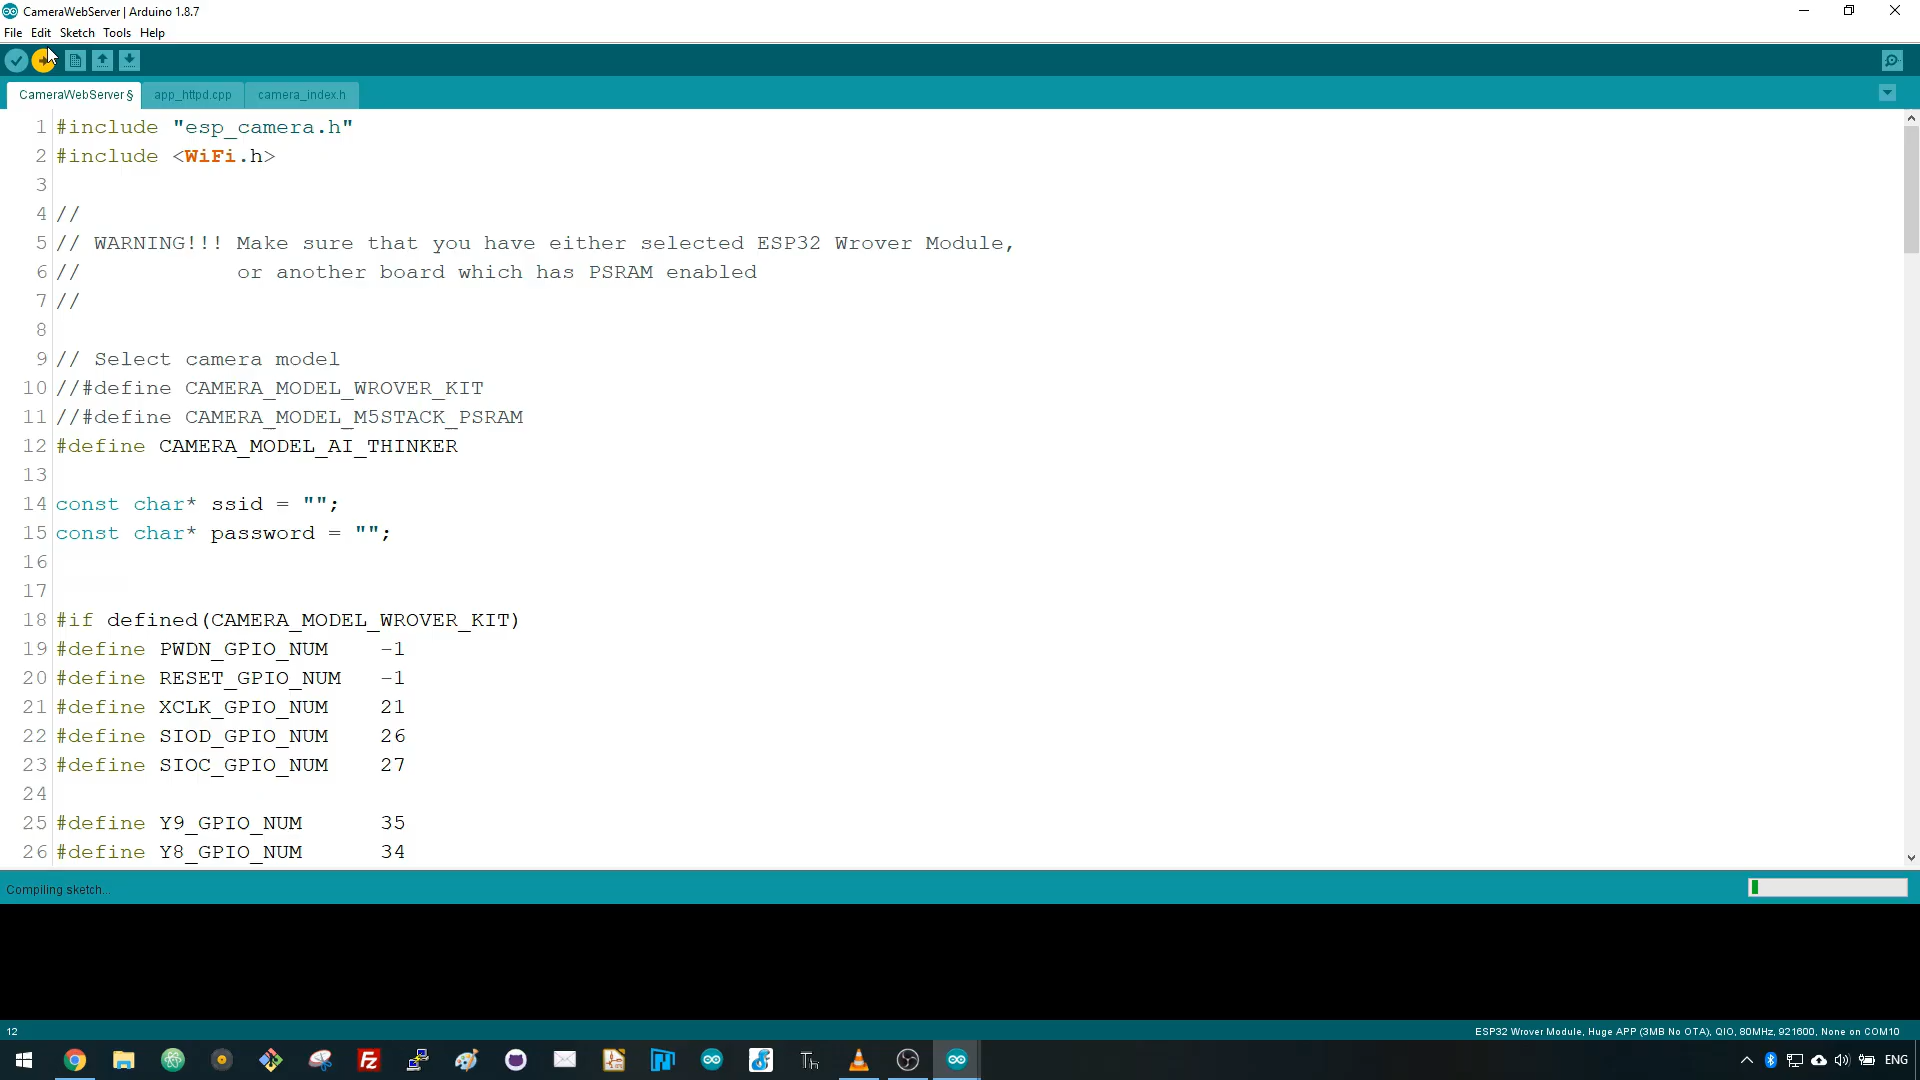 CameraWebServer | Arduino 1.8.7
File Edit Sketch Tools Help
CameraWebServer § app_httpd.cpp camera_index.h
1 #include "esp_camera.h"
2 #include <WiFi.h>
3
4 //
5 // WARNING!!! Make sure that you have either selected ESP32 Wrover Module,
6 // or another board which has PSRAM enabled
7 //
8
9 // Select camera model
10 //#define CAMERA_MODEL_WROVER_KIT
11 //#define CAMERA_MODEL_M5STACK_PSRAM
12 #define CAMERA_MODEL_AI_THINKER
13
14 const char* ssid = "";
15 const char* password = "";
16
17
18 #if defined(CAMERA_MODEL_WROVER_KIT)
19 #define PWDN_GPIO_NUM -1
20 #define RESET_GPIO_NUM -1
21 #define XCLK_GPIO_NUM 21
22 #define SIOD_GPIO_NUM 26
23 #define SIOC_GPIO_NUM 27
24
25 #define Y9_GPIO_NUM 35
26 #define Y8_GPIO_NUM 34
Compiling sketch...
12 ESP32 Wrover Module, Huge APP (3MB No OTA), QIO, 80MHz, 921600, None on COM10
Fz Th ENG